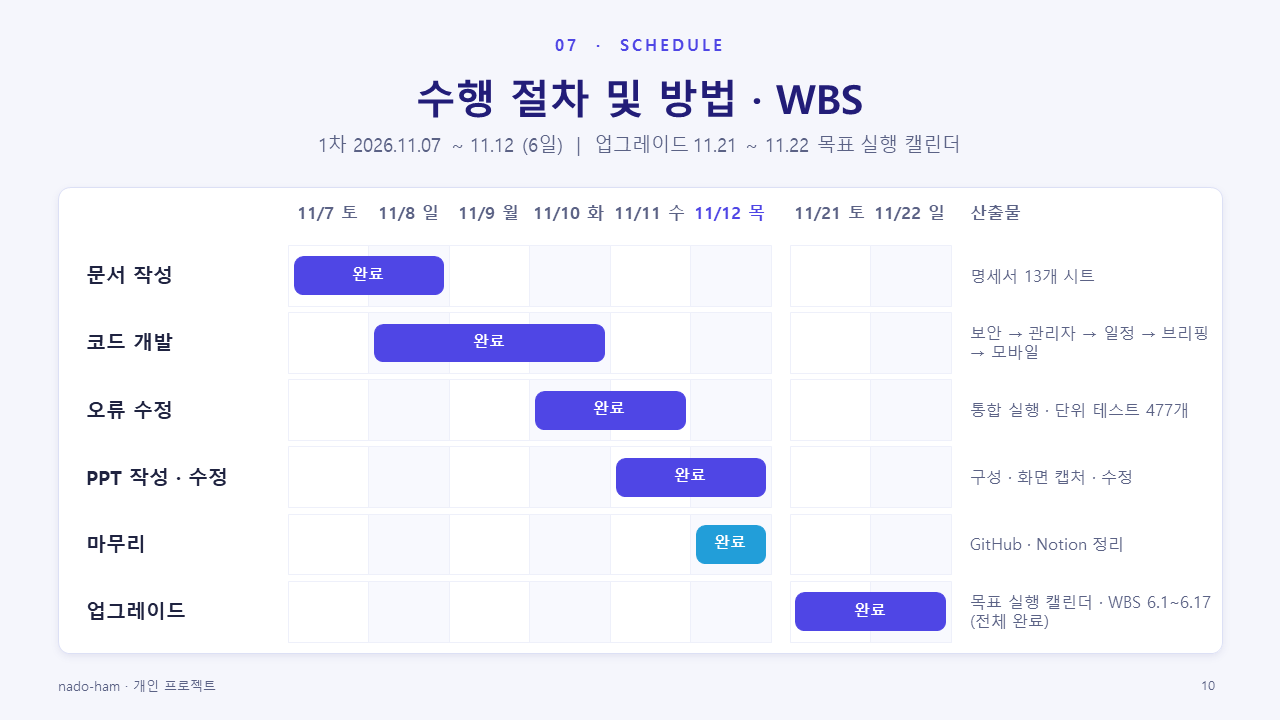 07 · SCHEDULE
수행 절차 및 방법 · WBS
1차 2026.11.07 ~ 11.12 (6일) | 업그레이드 11.21 ~ 11.22 목표 실행 캘린더
11/7 토 11/8 일 11/9 월 11/10 화 11/11 수 11/12 목 11/21 토 11/22 일 산출물
문서 작성 완료 명세서 13개 시트
코드 개발 완료 보안 → 관리자 → 일정 → 브리핑
→ 모바일
오류 수정 완료 통합 실행 · 단위 테스트 477개
PPT 작성 · 수정 완료 구성 · 화면 캡처 · 수정
마무리 완료 GitHub · Notion 정리
업그레이드 완료 목표 실행 캘린더 · WBS 6.1~6.17
(전체 완료)
nado-ham · 개인 프로젝트 10